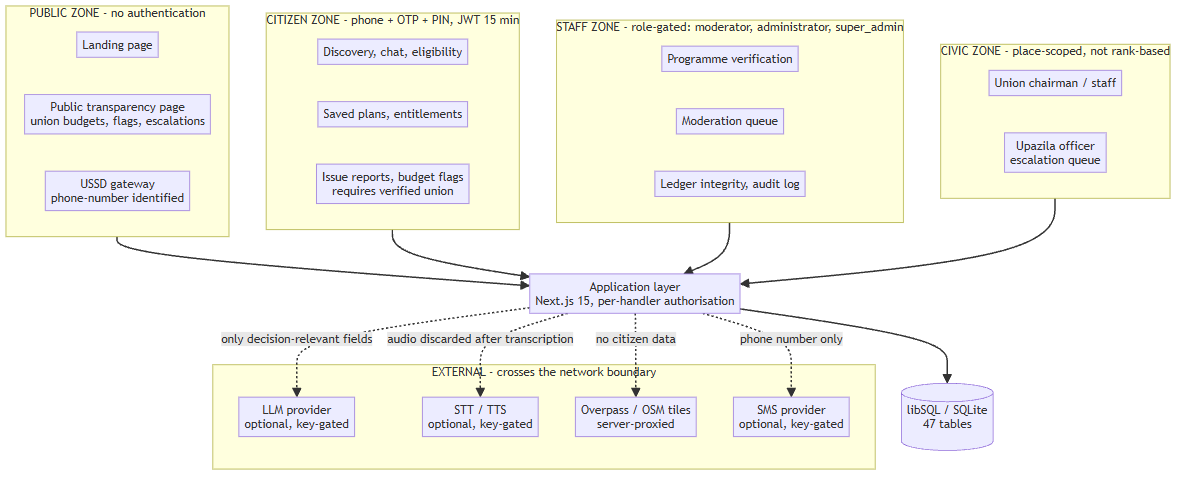 PUBLIC ZONE - no authentication
Landing page
Public transparency page
union budgets, flags, escalations
USSD gateway
phone-number identified
CITIZEN ZONE - phone + OTP + PIN, JWT 15 min
Discovery, chat, eligibility
Saved plans, entitlements
Issue reports, budget flags
requires verified union
STAFF ZONE - role-gated: moderator, administrator, super_admin
Programme verification
Moderation queue
Ledger integrity, audit log
CIVIC ZONE - place-scoped, not rank-based
Union chairman / staff
Upazila officer
escalation queue
Application layer
Next.js 15, per-handler authorisation
only decision-relevant fields
audio discarded after transcription
no citizen data
phone number only
EXTERNAL - crosses the network boundary
LLM provider
optional, key-gated
STT / TTS
optional, key-gated
Overpass / OSM tiles
server-proxied
SMS provider
optional, key-gated
libSQL / SQLite
47 tables